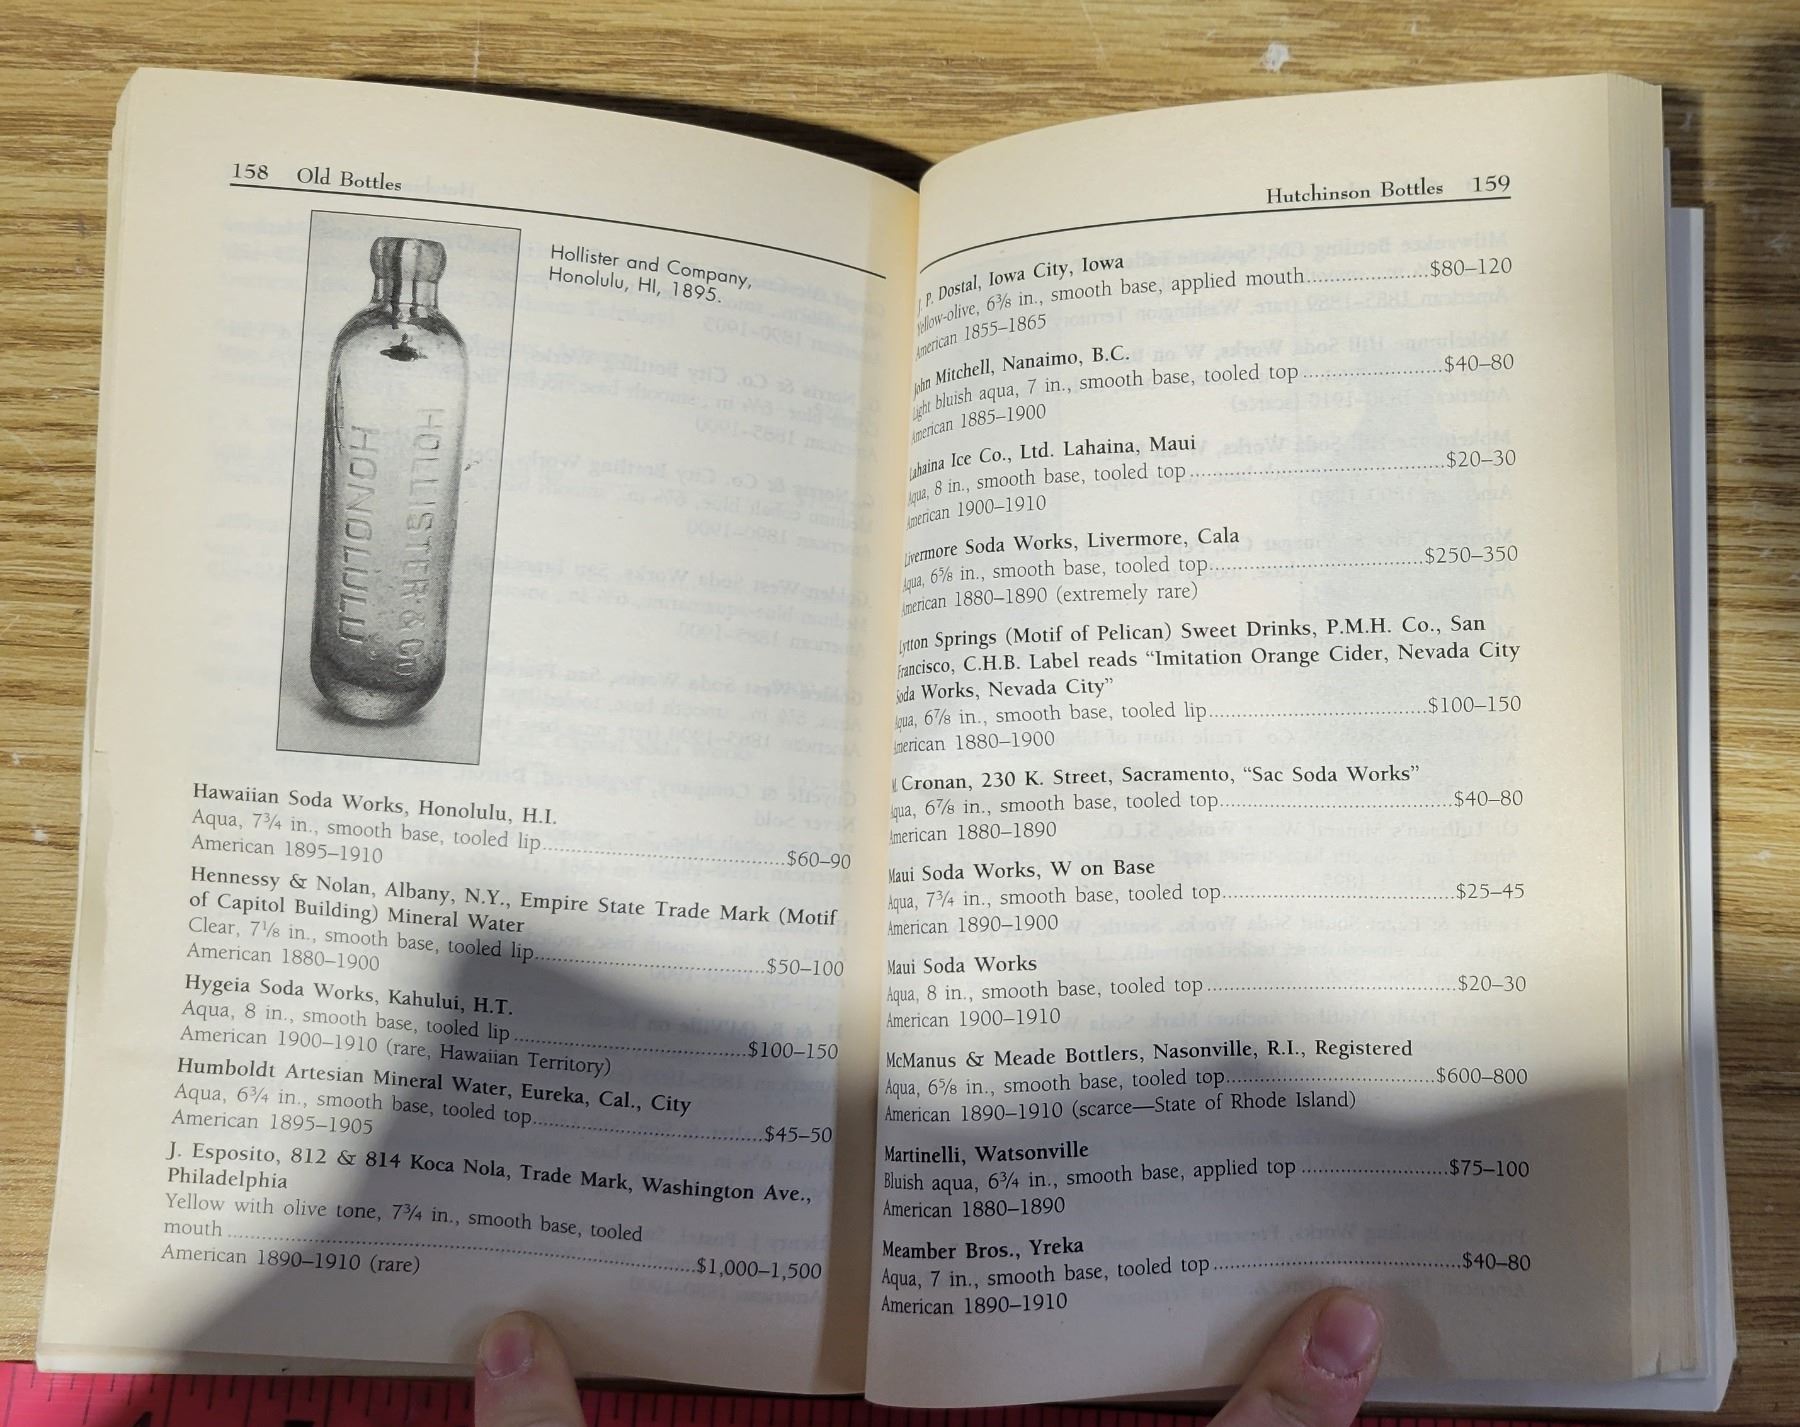 158 Old Bottles
Hollister and Company,
Honolulu, HI, 1895.
HOLLISTER & CO
HONOLULU
Hawaiian Soda Works, Honolulu, H.I.
Aqua, 7¾ in., smooth base, tooled lip..............................$60–90
American 1895–1910
Hennessy & Nolan, Albany, N.Y., Empire State Trade Mark (Motif
of Capitol Building) Mineral Water
Clear, 7⅛ in., smooth base, tooled lip..............................$50–100
American 1880–1900
Hygeia Soda Works, Kahului, H.T.
Aqua, 8 in., smooth base, tooled lip..............................$100–150
American 1900–1910 (rare, Hawaiian Territory)
Humboldt Artesian Mineral Water, Eureka, Cal., City
Aqua, 6¾ in., smooth base, tooled top..............................$45–50
American 1895–1905
J. Esposito, 812 & 814 Koca Nola, Trade Mark, Washington Ave.,
Philadelphia
Yellow with olive tone, 7¾ in., smooth base, tooled
mouth..............................$1,000–1,500
American 1890–1910 (rare)
Hutchinson Bottles 159
J. P. Dostal, Iowa City, Iowa
Yellow-olive, 6⅜ in., smooth base, applied mouth..............................$80–120
American 1855–1865
John Mitchell, Nanaimo, B.C.
Light bluish aqua, 7 in., smooth base, tooled top..............................$40–80
American 1885–1900
Lahaina Ice Co., Ltd. Lahaina, Maui
Aqua, 8 in., smooth base, tooled top..............................$20–30
American 1900–1910
Livermore Soda Works, Livermore, Cala
Aqua, 6⅝ in., smooth base, tooled top..............................$250–350
American 1880–1890 (extremely rare)
Lytton Springs (Motif of Pelican) Sweet Drinks, P.M.H. Co., San
Francisco, C.H.B. Label reads “Imitation Orange Cider, Nevada City
Soda Works, Nevada City”
Aqua, 6⅞ in., smooth base, tooled lip..............................$100–150
American 1880–1900
Cronan, 230 K. Street, Sacramento, “Sac Soda Works”
Aqua, 6⅞ in., smooth base, tooled top..............................$40–80
American 1880–1890
Maui Soda Works, W on Base
Aqua, 7¾ in., smooth base, tooled top..............................$25–45
American 1890–1900
Maui Soda Works
Aqua, 8 in., smooth base, tooled top..............................$20–30
American 1900–1910
McManus & Meade Bottlers, Nasonville, R.I., Registered
Aqua, 6⅝ in., smooth base, tooled top..............................$600–800
American 1890–1910 (scarce—State of Rhode Island)
Martinelli, Watsonville
Bluish aqua, 6¾ in., smooth base, applied top..............................$75–100
American 1880–1890
Meamber Bros., Yreka
Aqua, 7 in., smooth base, tooled top..............................$40–80
American 1890–1910